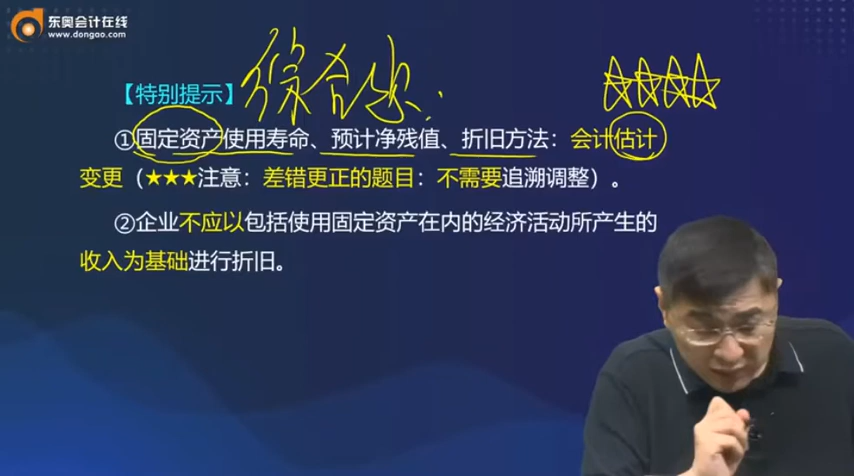 东奥会计在线
www.dongao.com
综合题:
【特别提示】
①固定资产使用寿命、预计净残值、折旧方法：会计估计
变更（★★★注意：差错更正的题目：不需要追溯调整）。
②企业不应以包括使用固定资产在内的经济活动所产生的
收入为基础进行折旧。